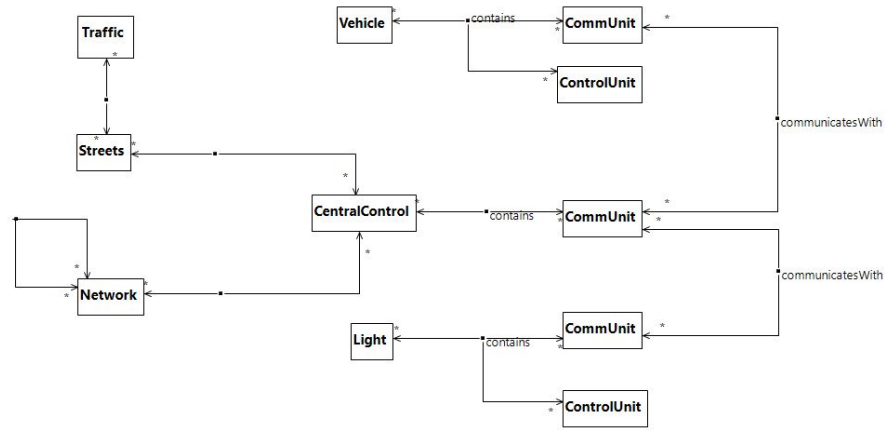 Traffic
*
Vehicle
*
contains
*
CommUnit
*
*
ControlUnit
communicatesWith
*
Streets
*
*
CentralControl
*
contains
*
CommUnit
*
*
communicatesWith
*
*
Network
*
*
Light
*
contains
*
CommUnit
*
*
ControlUnit